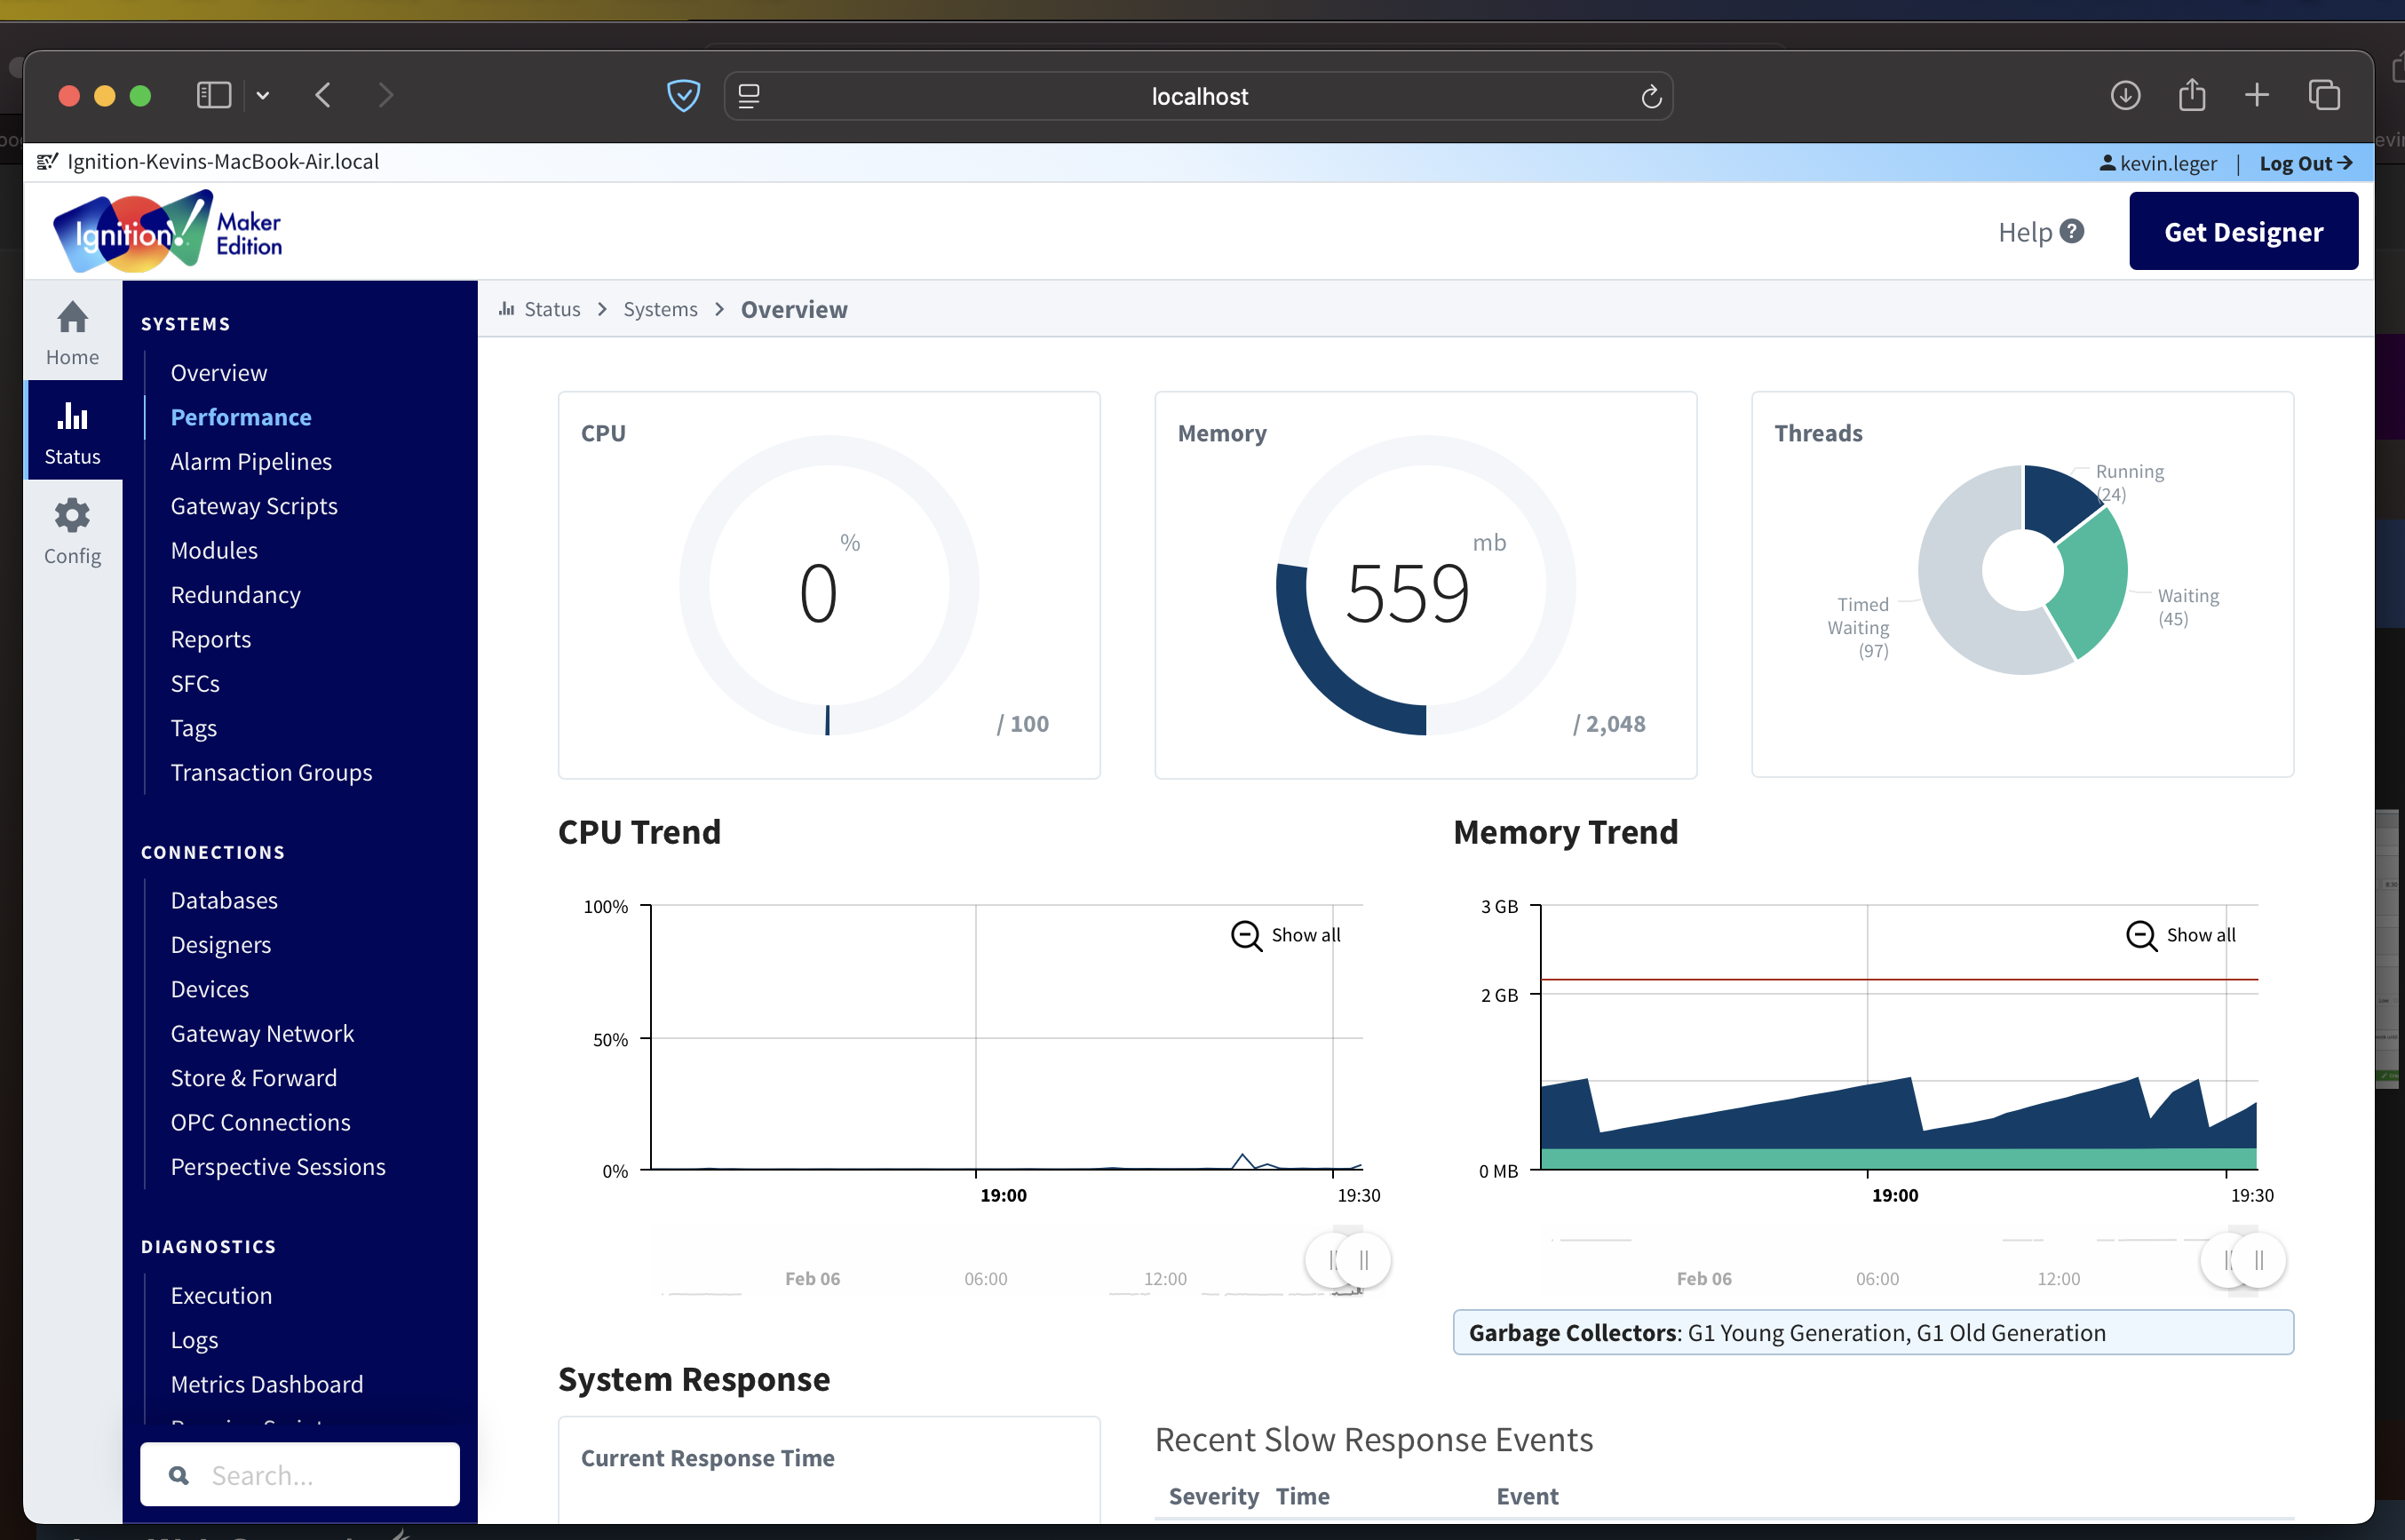 localhost
Ignition-Kevins-MacBook-Air.local
kevin.leger | Log Out
Ignition!
Maker
Edition
Help ?
Get Designer
Home
Status
Config
SYSTEMS
Overview
Performance
Alarm Pipelines
Gateway Scripts
Modules
Redundancy
Reports
SFCs
Tags
Transaction Groups
CONNECTIONS
Databases
Designers
Devices
Gateway Network
Store & Forward
OPC Connections
Perspective Sessions
DIAGNOSTICS
Execution
Logs
Metrics Dashboard
Search...
Status > Systems > Overview
CPU
%
0
/ 100
Memory
mb
559
/ 2,048
Threads
Running
(24)
Waiting
(45)
Timed
Waiting
(97)
CPU Trend
100%
50%
0%
Show all
19:00
19:30
Feb 06
06:00
12:00
Memory Trend
3 GB
2 GB
0 MB
Show all
19:00
19:30
Feb 06
06:00
12:00
Garbage Collectors: G1 Young Generation, G1 Old Generation
System Response
Current Response Time
Recent Slow Response Events
Severity Time Event